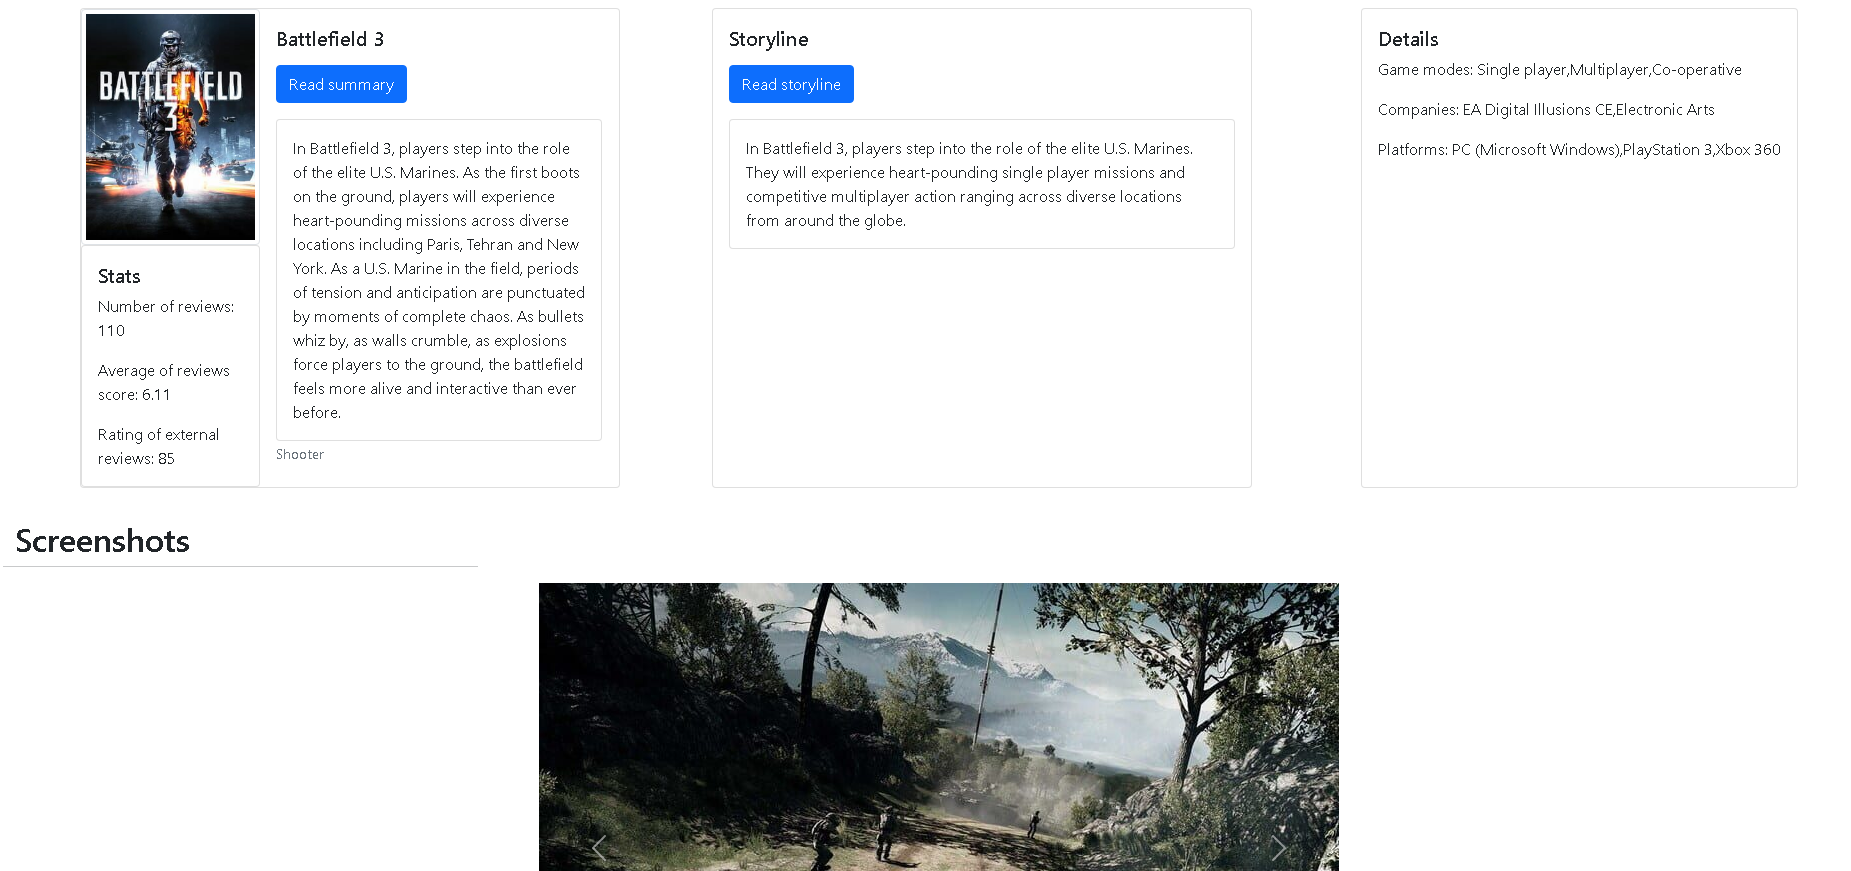 BATTLEFIELD
3
Stats
Number of reviews:
110
Average of reviews
score: 6.11
Rating of external
reviews: 85
Battlefield 3
Read summary
In Battlefield 3, players step into the role
of the elite U.S. Marines. As the first boots
on the ground, players will experience
heart-pounding missions across diverse
locations including Paris, Tehran and New
York. As a U.S. Marine in the field, periods
of tension and anticipation are punctuated
by moments of complete chaos. As bullets
whiz by, as walls crumble, as explosions
force players to the ground, the battlefield
feels more alive and interactive than ever
before.
Shooter
Storyline
Read storyline
In Battlefield 3, players step into the role of the elite U.S. Marines.
They will experience heart-pounding single player missions and
competitive multiplayer action ranging across diverse locations
from around the globe.
Details
Game modes: Single player,Multiplayer,Co-operative
Companies: EA Digital Illusions CE,Electronic Arts
Platforms: PC (Microsoft Windows),PlayStation 3,Xbox 360
Screenshots